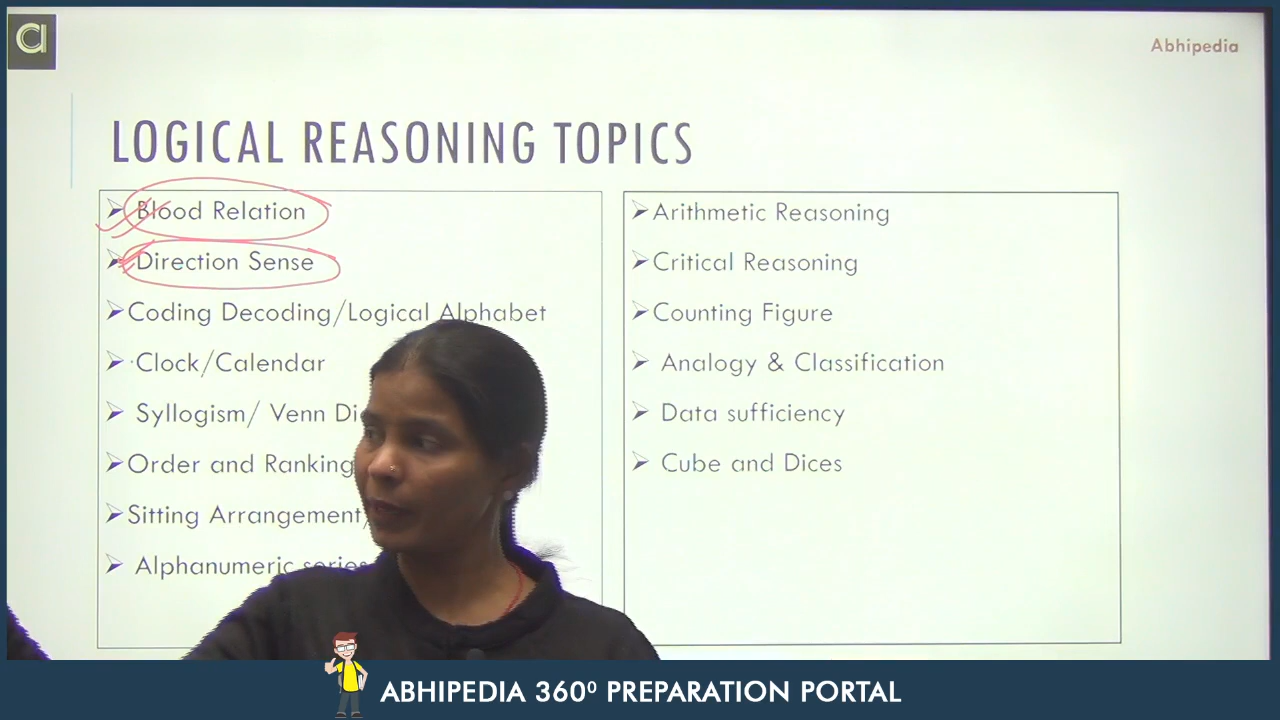 a
Abhipedia
LOGICAL REASONING TOPICS
Blood Relation
Direction Sense
Coding Decoding/Logical Alphabet
Clock/Calendar
Syllogism/ Venn
Order and Ranking
Sitting Arrangement/
Alphanumeric series
Arithmetic Reasoning
Critical Reasoning
Counting Figure
Analogy & Classification
Data sufficiency
Cube and Dices
ABHIPEDIA 360⁰ PREPARATION PORTAL